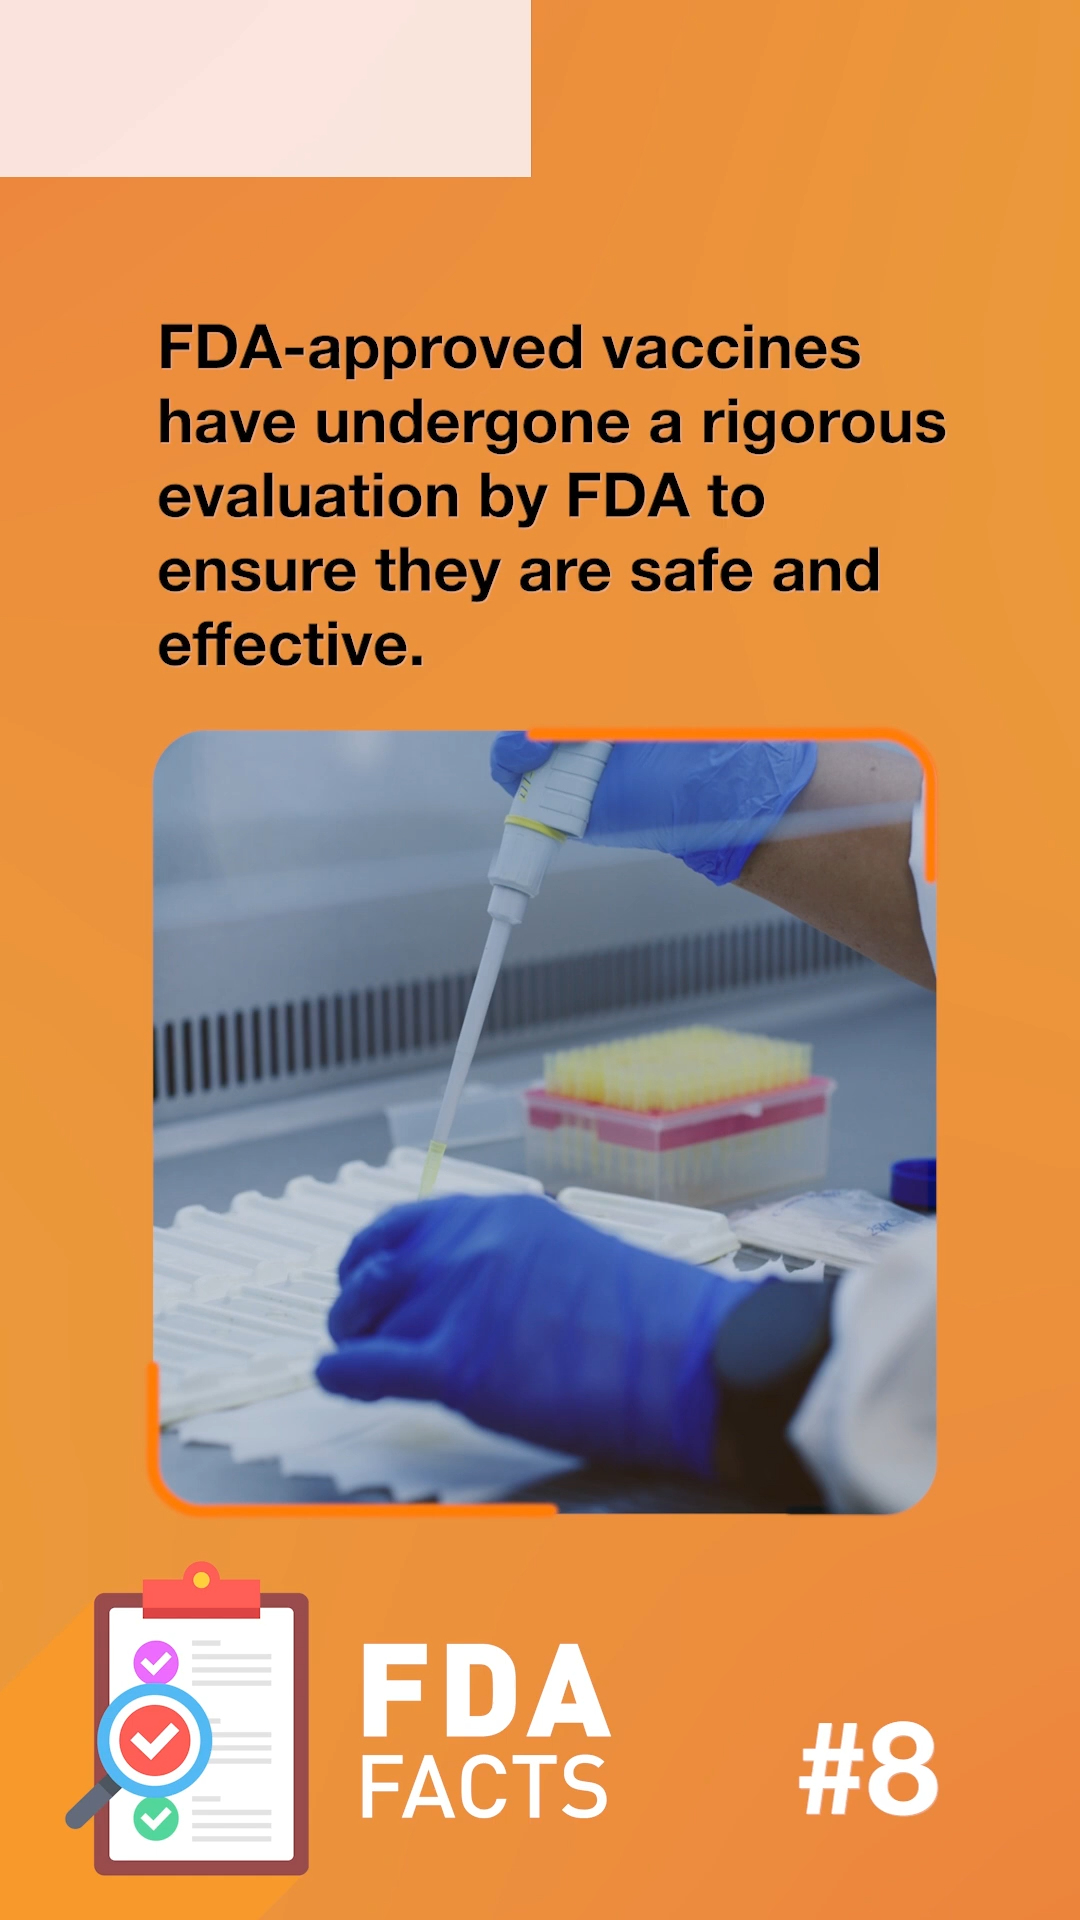 FDA-approved vaccines
have undergone a rigorous
evaluation by FDA to
ensure they are safe and
effective.
FDA
FACTS
#8